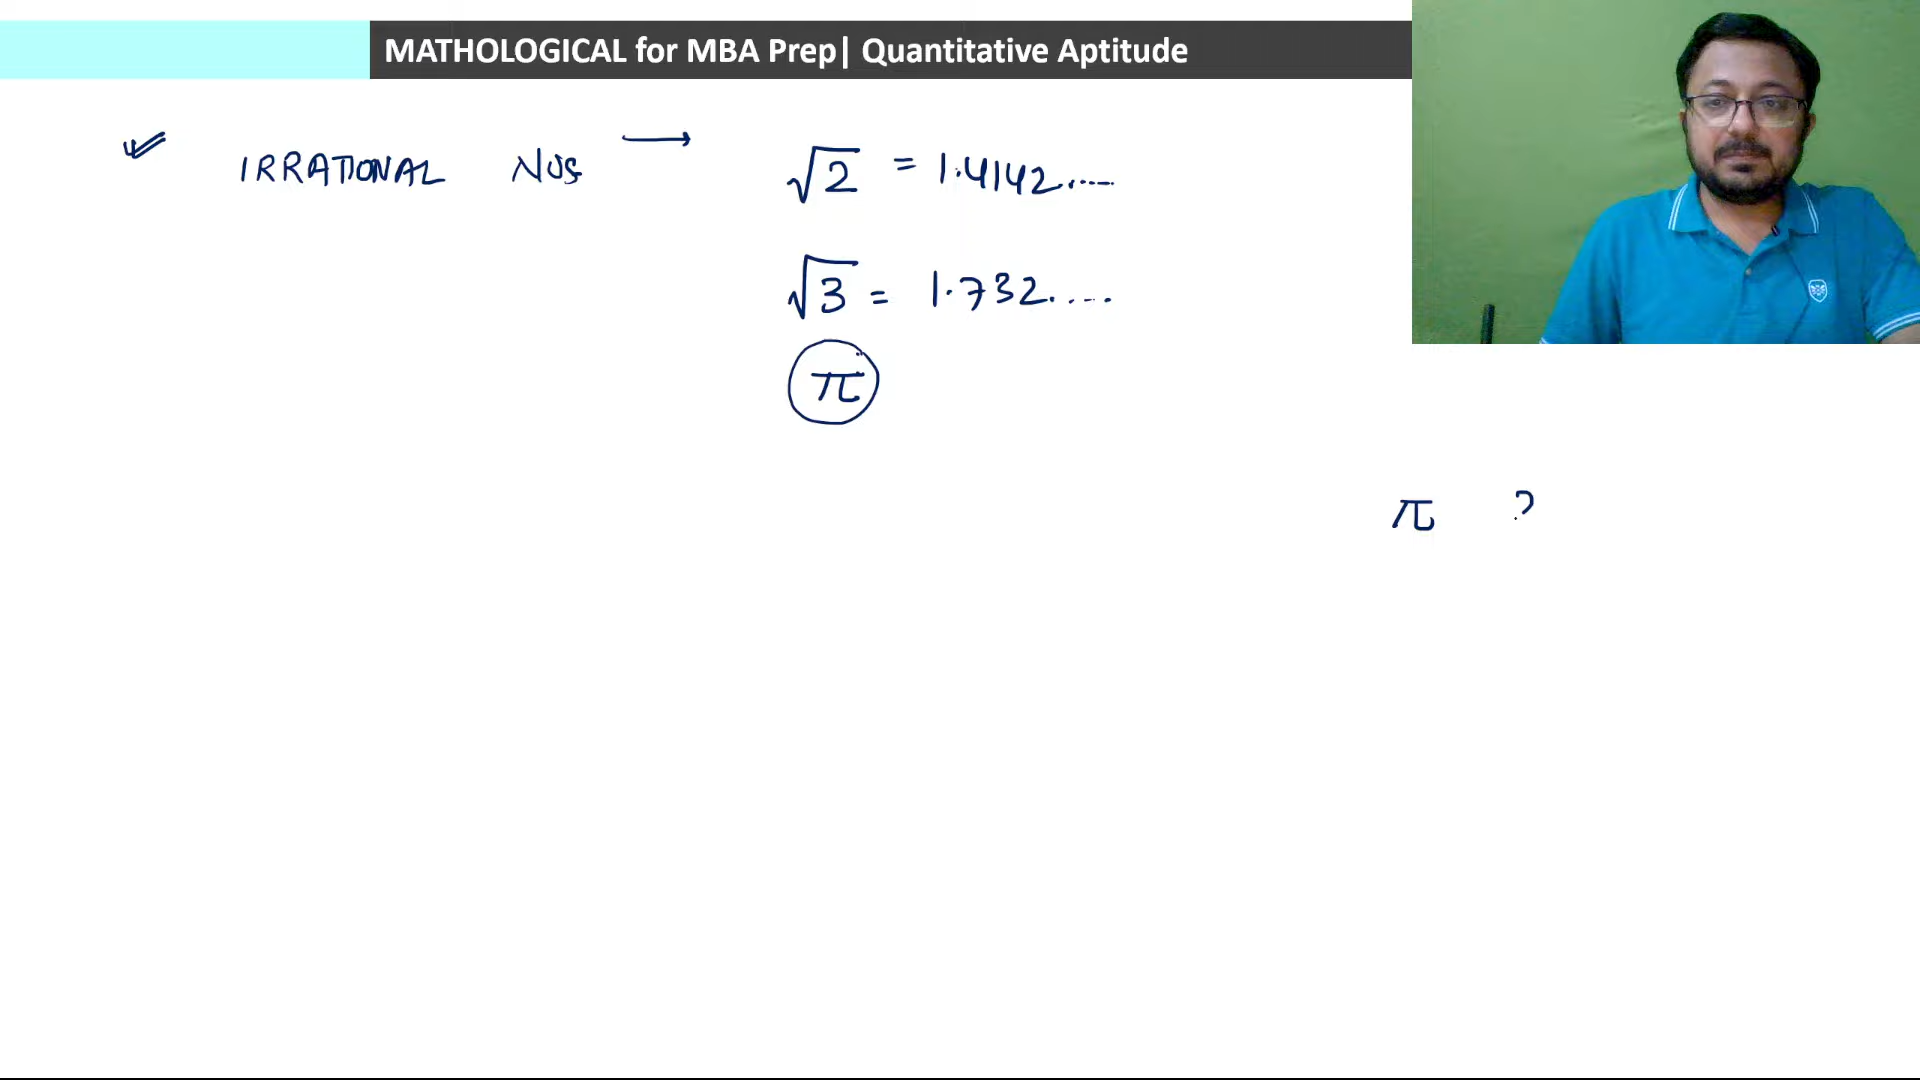 MATHOLOGICAL for MBA Prep| Quantitative Aptitude
IRRATIONAL NOS → √2 = 1.4142.....
√3 = 1.732.....
π
π ?